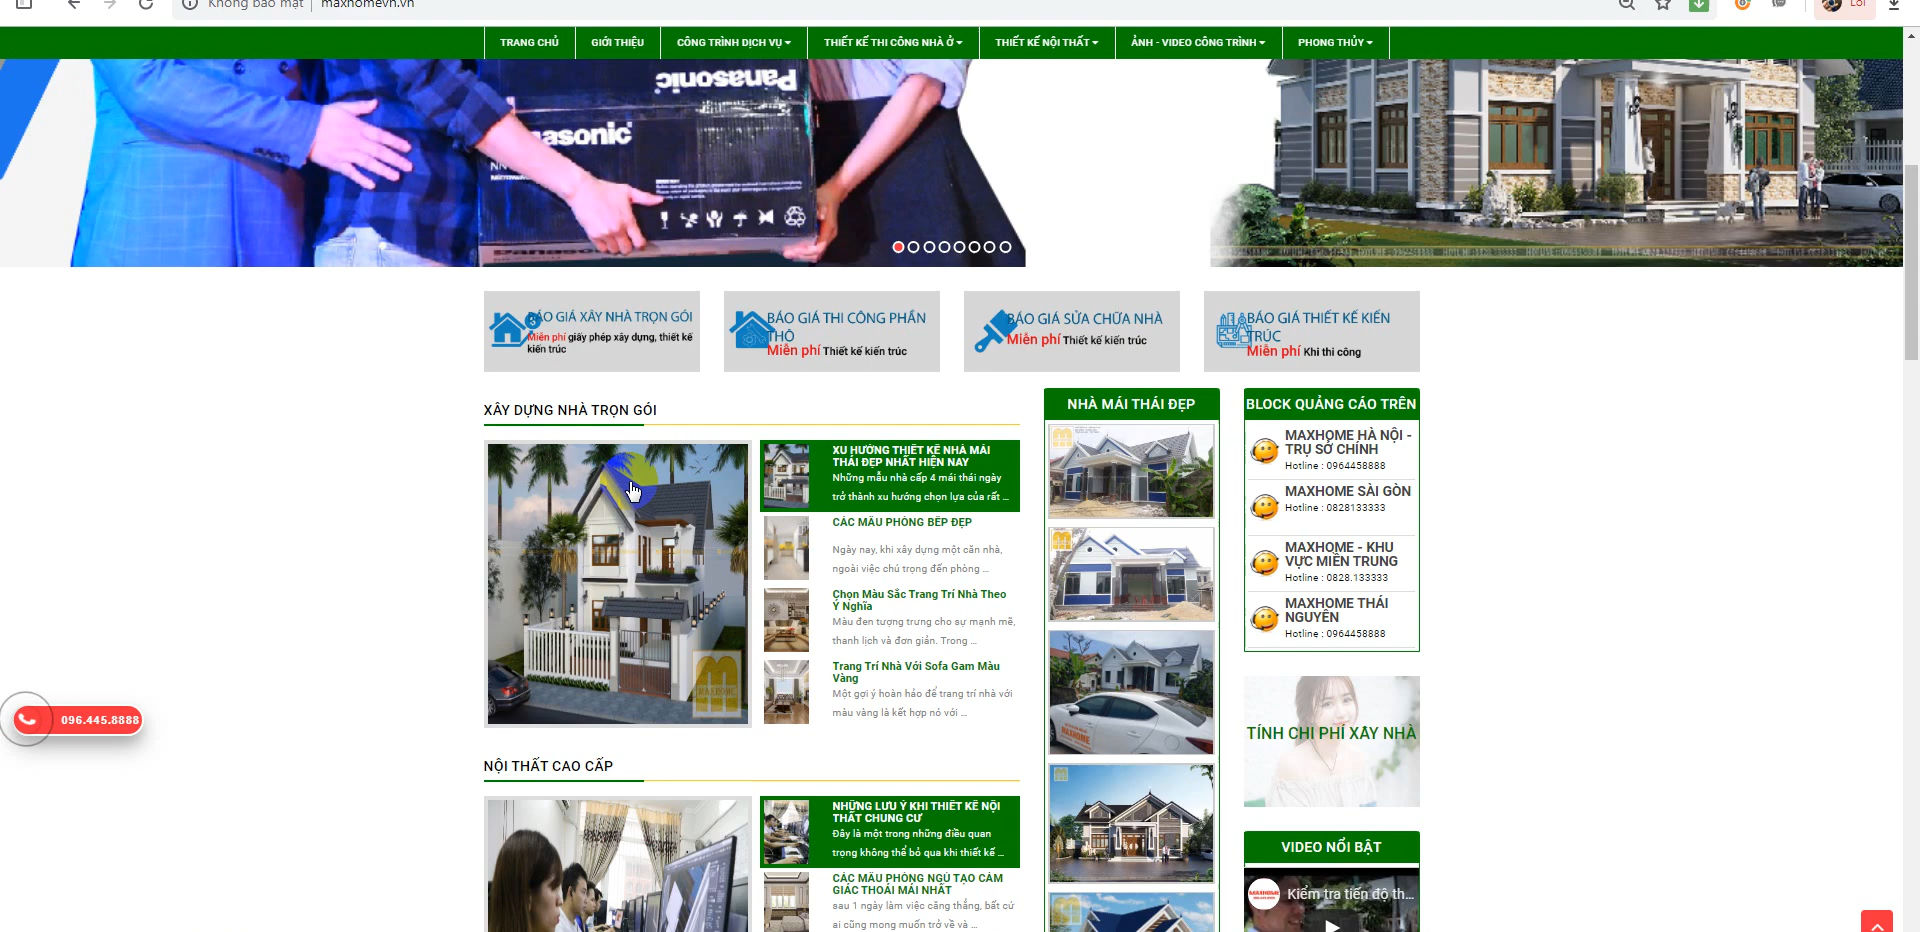 Không bảo mật | maxhomevn.vn
Lỗi
TRANG CHỦ
GIỚI THIỆU
CÔNG TRÌNH DỊCH VỤ
THIẾT KẾ THI CÔNG NHÀ Ở
THIẾT KẾ NỘI THẤT
ẢNH - VIDEO CÔNG TRÌNH
PHONG THỦY
Panasonic
Panasonic
BÁO GIÁ XÂY NHÀ TRỌN GÓI
Miễn phí giấy phép xây dựng, thiết kế
kiến trúc
BÁO GIÁ THI CÔNG PHẦN
THÔ
Miễn phí Thiết kế kiến trúc
BÁO GIÁ SỬA CHỮA NHÀ
Miễn phí Thiết kế kiến trúc
BÁO GIÁ THIẾT KẾ KIẾN
TRÚC
Miễn phí Khi thi công
XÂY DỰNG NHÀ TRỌN GÓI
MAXHOME
XU HƯỚNG THIẾT KẾ NHÀ MÁI
THÁI ĐẸP NHẤT HIỆN NAY
Những mẫu nhà cấp 4 mái thái ngày
trở thành xu hướng chọn lựa của rất ...
CÁC MẪU PHÒNG BẾP ĐẸP
Ngày nay, khi xây dựng một căn nhà,
ngoài việc chú trọng đến phòng ...
Chọn Màu Sắc Trang Trí Nhà Theo
Ý Nghĩa
Màu đen tượng trưng cho sự mạnh mẽ,
thanh lịch và đơn giản. Trong ...
Trang Trí Nhà Với Sofa Gam Màu
Vàng
Một gợi ý hoàn hảo để trang trí nhà với
màu vàng là kết hợp nó với ...
NỘI THẤT CAO CẤP
NHỮNG LƯU Ý KHI THIẾT KẾ NỘI
THẤT CHUNG CƯ
Đây là một trong những điều quan
trọng không thể bỏ qua khi thiết kế ...
CÁC MẪU PHÒNG NGỦ TẠO CẢM
GIÁC THOẢI MÁI NHẤT
sau 1 ngày làm việc căng thẳng, bất cứ
ai cũng mong muốn trở về và ...
NHÀ MÁI THÁI ĐẸP
MAXHOME
BLOCK QUẢNG CÁO TRÊN
MAXHOME HÀ NỘI -
TRỤ SỞ CHÍNH
Hotline : 0964458888
MAXHOME SÀI GÒN
Hotline : 0828133333
MAXHOME - KHU
VỰC MIỀN TRUNG
Hotline : 0828.133333
MAXHOME THÁI
NGUYÊN
Hotline : 0964458888
TÍNH CHI PHÍ XÂY NHÀ
VIDEO NỔI BẬT
MAXHOME
Kiểm tra tiến độ th...
096.445.8888